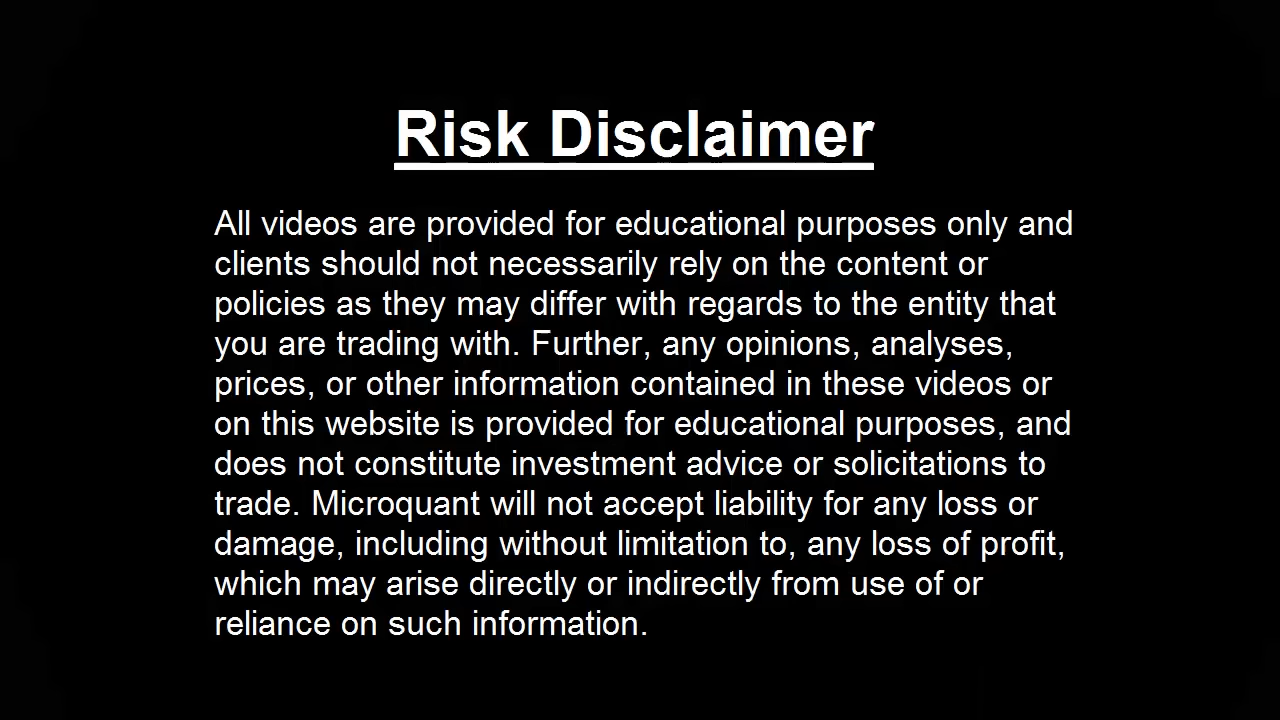 Risk Disclaimer
All videos are provided for educational purposes only and
clients should not necessarily rely on the content or
policies as they may differ with regards to the entity that
you are trading with. Further, any opinions, analyses,
prices, or other information contained in these videos or
on this website is provided for educational purposes, and
does not constitute investment advice or solicitations to
trade. Microquant will not accept liability for any loss or
damage, including without limitation to, any loss of profit,
which may arise directly or indirectly from use of or
reliance on such information.